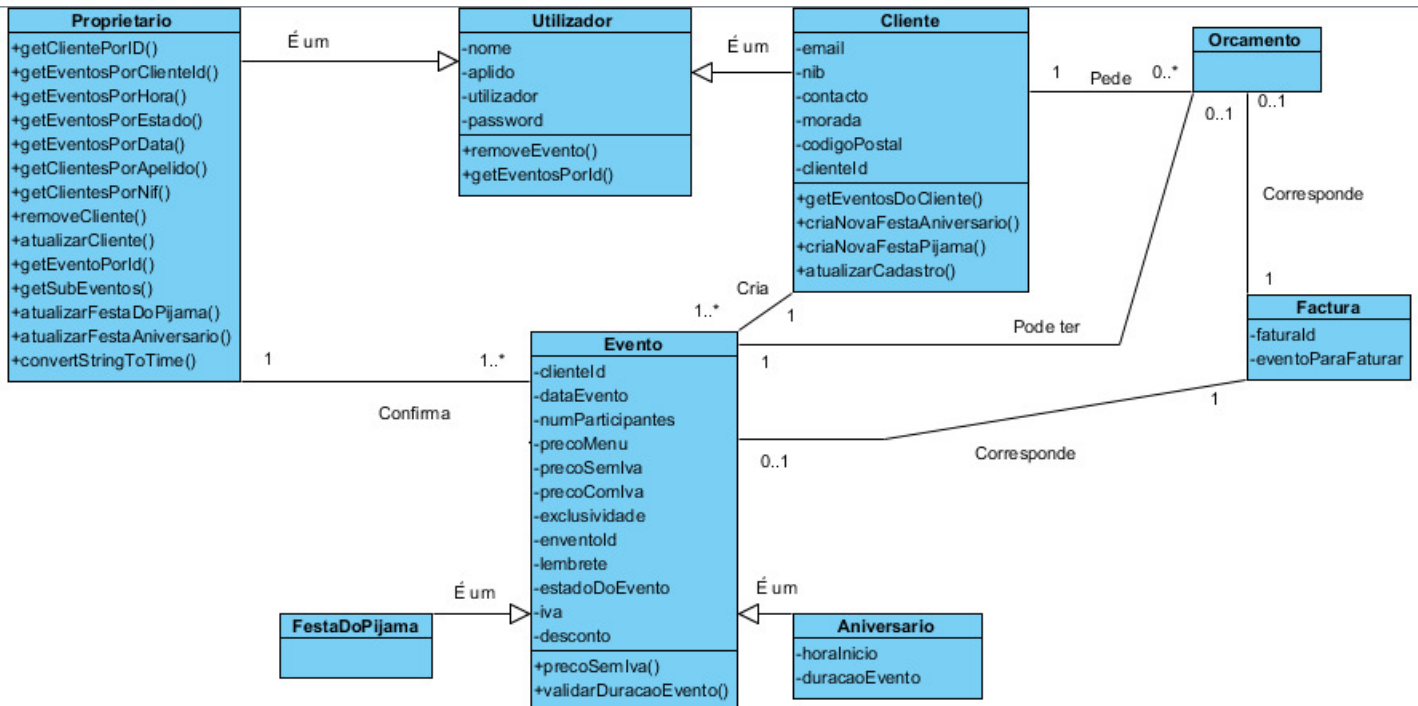 Proprietario
+getClientePorID()
+getEventosPorClienteId()
+getEventosPorHora()
+getEventosPorEstado()
+getEventosPorData()
+getClientesPorApelido()
+getClientesPorNif()
+removeCliente()
+atualizarCliente()
+getEventoPorId()
+getSubEventos()
+atualizarFestaDoPijama()
+atualizarFestaAniversario()
+convertStringToTime()
É um
Utilizador
-nome
-aplido
-utilizador
-password
+removeEvento()
+getEventosPorId()
É um
Cliente
-email
-nib
-contacto
-morada
-codigoPostal
-clienteId
+getEventosDoCliente()
+criaNovaFestaAniversario()
+criaNovaFestaPijama()
+atualizarCadastro()
1
Pede
0..*
Orcamento
0..1
0..1
Corresponde
1
Cria
1..*
1
Pode ter
1
Factura
-faturaId
-eventoParaFaturar
1
Corresponde
0..1
1
1..*
Confirma
Evento
-clienteId
-dataEvento
-numParticipantes
-precoMenu
-precoSemIva
-precoComIva
-exclusividade
-enventoId
-lembrete
-estadoDoEvento
-iva
-desconto
+precoSemIva()
+validarDuracaoEvento()
É um
FestaDoPijama
É um
Aniversario
-horaInicio
-duracaoEvento